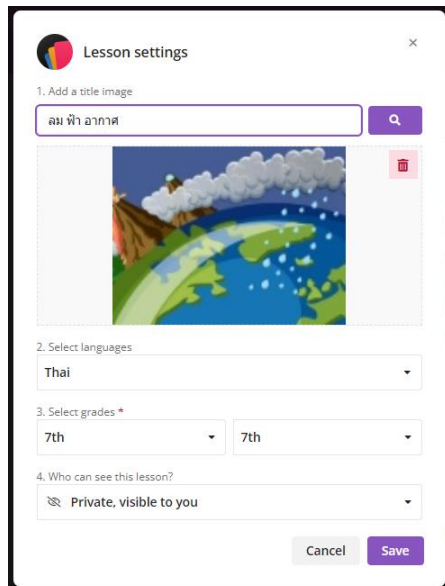 Lesson settings
1. Add a title image
ลม ฟ้า อากาศ
2. Select languages
Thai
3. Select grades *
7th 7th
4. Who can see this lesson?
Private, visible to you
Cancel Save